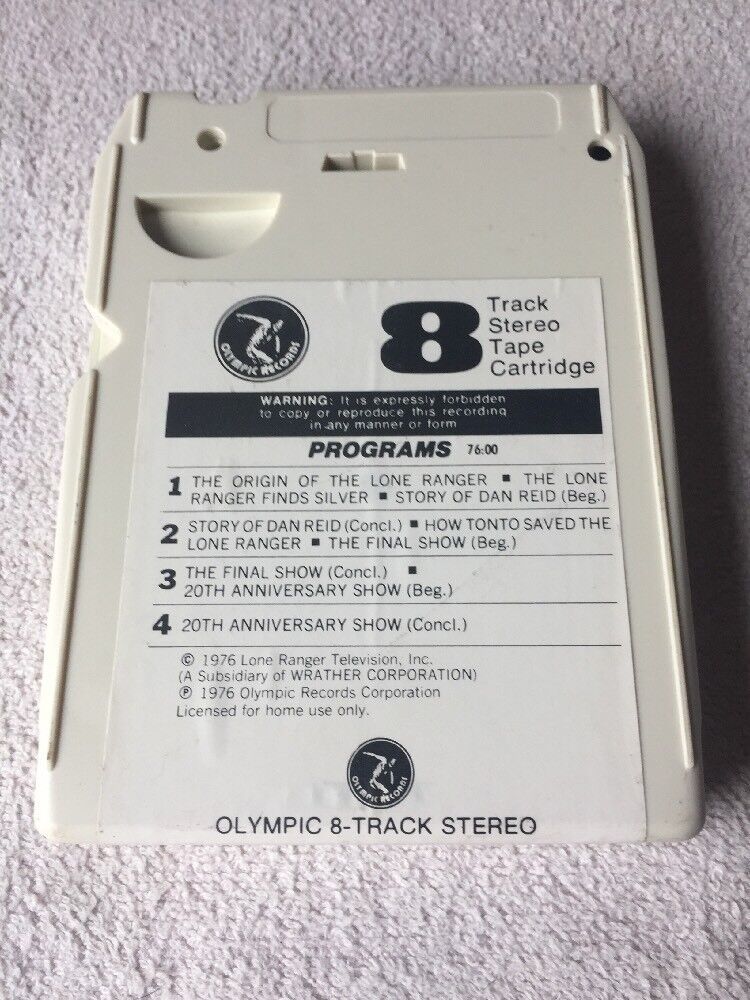 OLYMPIC RECORDS
8 Track
Stereo
Tape
Cartridge
WARNING: It is expressly forbidden
to copy or reproduce this recording
in any manner or form
PROGRAMS 76:00
1 THE ORIGIN OF THE LONE RANGER ■ THE LONE
RANGER FINDS SILVER ■ STORY OF DAN REID (Beg.)
2 STORY OF DAN REID (Concl.) ■ HOW TONTO SAVED THE
LONE RANGER ■ THE FINAL SHOW (Beg.)
3 THE FINAL SHOW (Concl.) ■
20TH ANNIVERSARY SHOW (Beg.)
4 20TH ANNIVERSARY SHOW (Concl.)
© 1976 Lone Ranger Television, Inc.
(A Subsidiary of WRATHER CORPORATION)
℗ 1976 Olympic Records Corporation
Licensed for home use only.
OLYMPIC RECORDS
OLYMPIC 8-TRACK STEREO